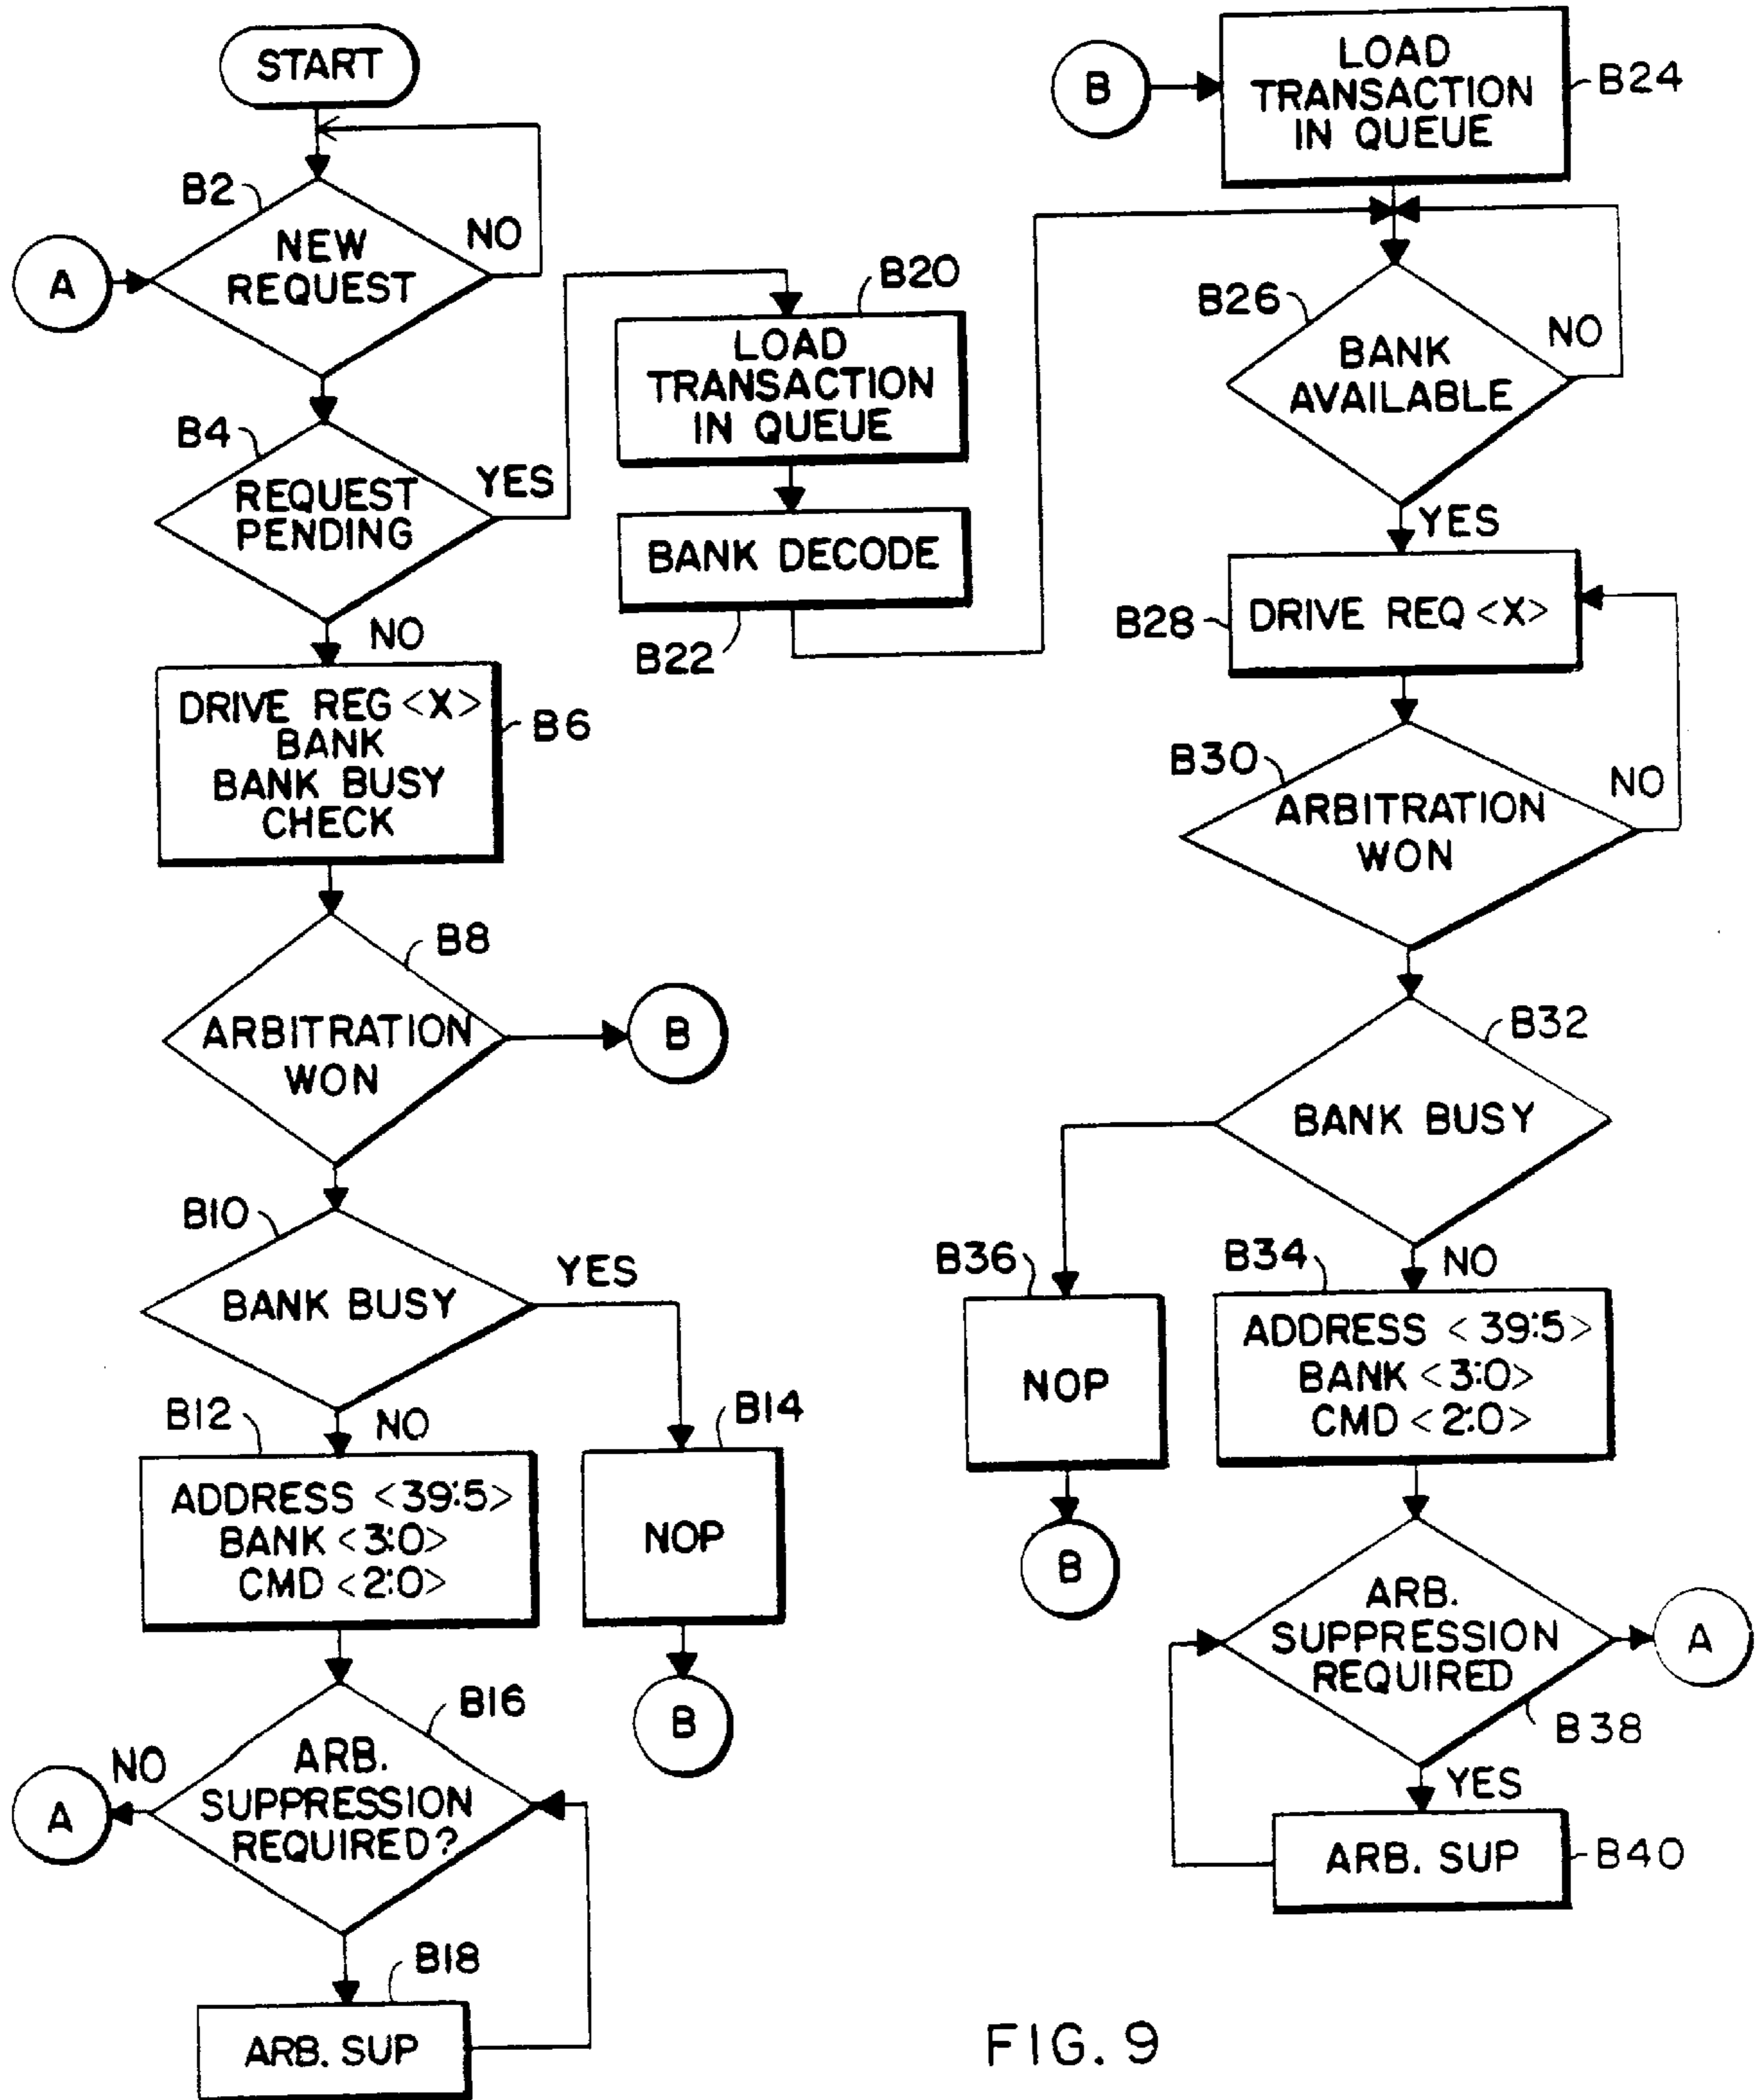 START
B2
NEW
REQUEST
NO
A
B4
REQUEST
PENDING
YES
NO
DRIVE REG <X>
BANK
BANK BUSY
CHECK
B6
B8
ARBITRATION
WON
B
B10
BANK BUSY
YES
NO
B12
ADDRESS <39:5>
BANK <3:0>
CMD <2:0>
B14
NOP
B
B16
ARB.
SUPPRESSION
REQUIRED?
NO
A
B18
ARB. SUP
B20
LOAD
TRANSACTION
IN QUEUE
BANK DECODE
B22
B
LOAD
TRANSACTION
IN QUEUE
B24
B26
BANK
AVAILABLE
NO
YES
B28
DRIVE REQ <X>
B30
ARBITRATION
WON
NO
B32
BANK BUSY
B36
NOP
B
B34
NO
ADDRESS <39:5>
BANK <3:0>
CMD <2:0>
ARB.
SUPPRESSION
REQUIRED
A
B38
YES
ARB. SUP
B40
FIG. 9